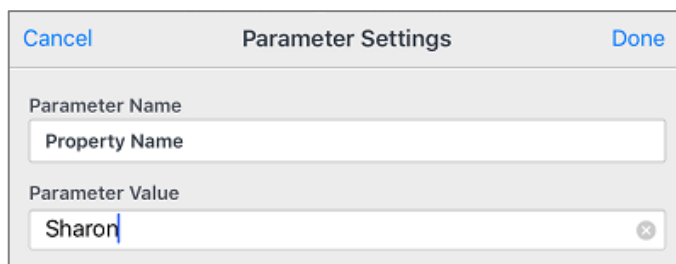 Cancel Parameter Settings Done
Parameter Name
Property Name
Parameter Value
Sharon